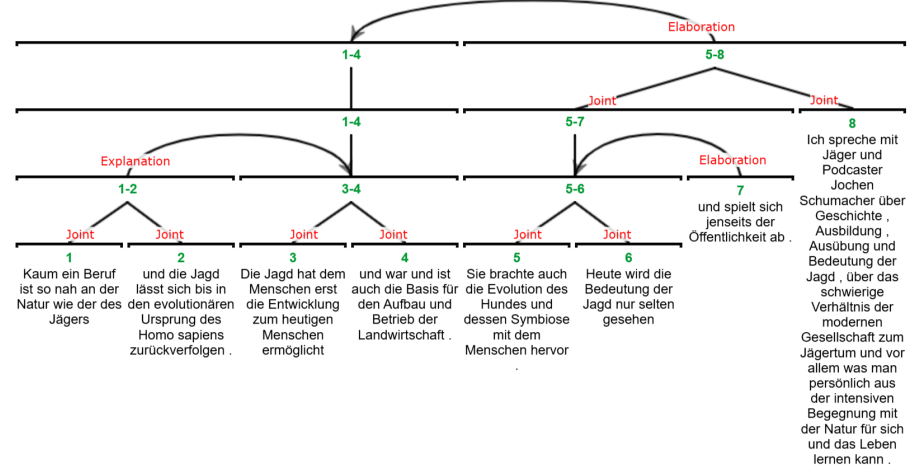 Elaboration
1-4
5-8
Joint
Joint
1-4
5-7
8
Explanation
Elaboration
1-2
3-4
5-6
7
Joint
Joint
Joint
Joint
Joint
Joint
1
Kaum ein Beruf
ist so nah an der
Natur wie der des
Jägers
2
und die Jagd
lässt sich bis in
den evolutionären
Ursprung des
Homo sapiens
zurückverfolgen .
3
Die Jagd hat dem
Menschen erst
die Entwicklung
zum heutigen
Menschen
ermöglicht
4
und war und ist
auch die Basis für
den Aufbau und
Betrieb der
Landwirtschaft .
5
Sie brachte auch
die Evolution des
Hundes und
dessen Symbiose
mit dem
Menschen hervor
.
6
Heute wird die
Bedeutung der
Jagd nur selten
gesehen
und spielt sich
jenseits der
Öffentlichkeit ab .
Ich spreche mit
Jäger und
Podcaster
Jochen
Schumacher über
Geschichte ,
Ausbildung ,
Ausübung und
Bedeutung der
Jagd , über das
schwierige
Verhältnis der
modernen
Gesellschaft zum
Jägertum und vor
allem was man
persönlich aus
der intensiven
Begegnung mit
der Natur für sich
und das Leben
lernen kann .